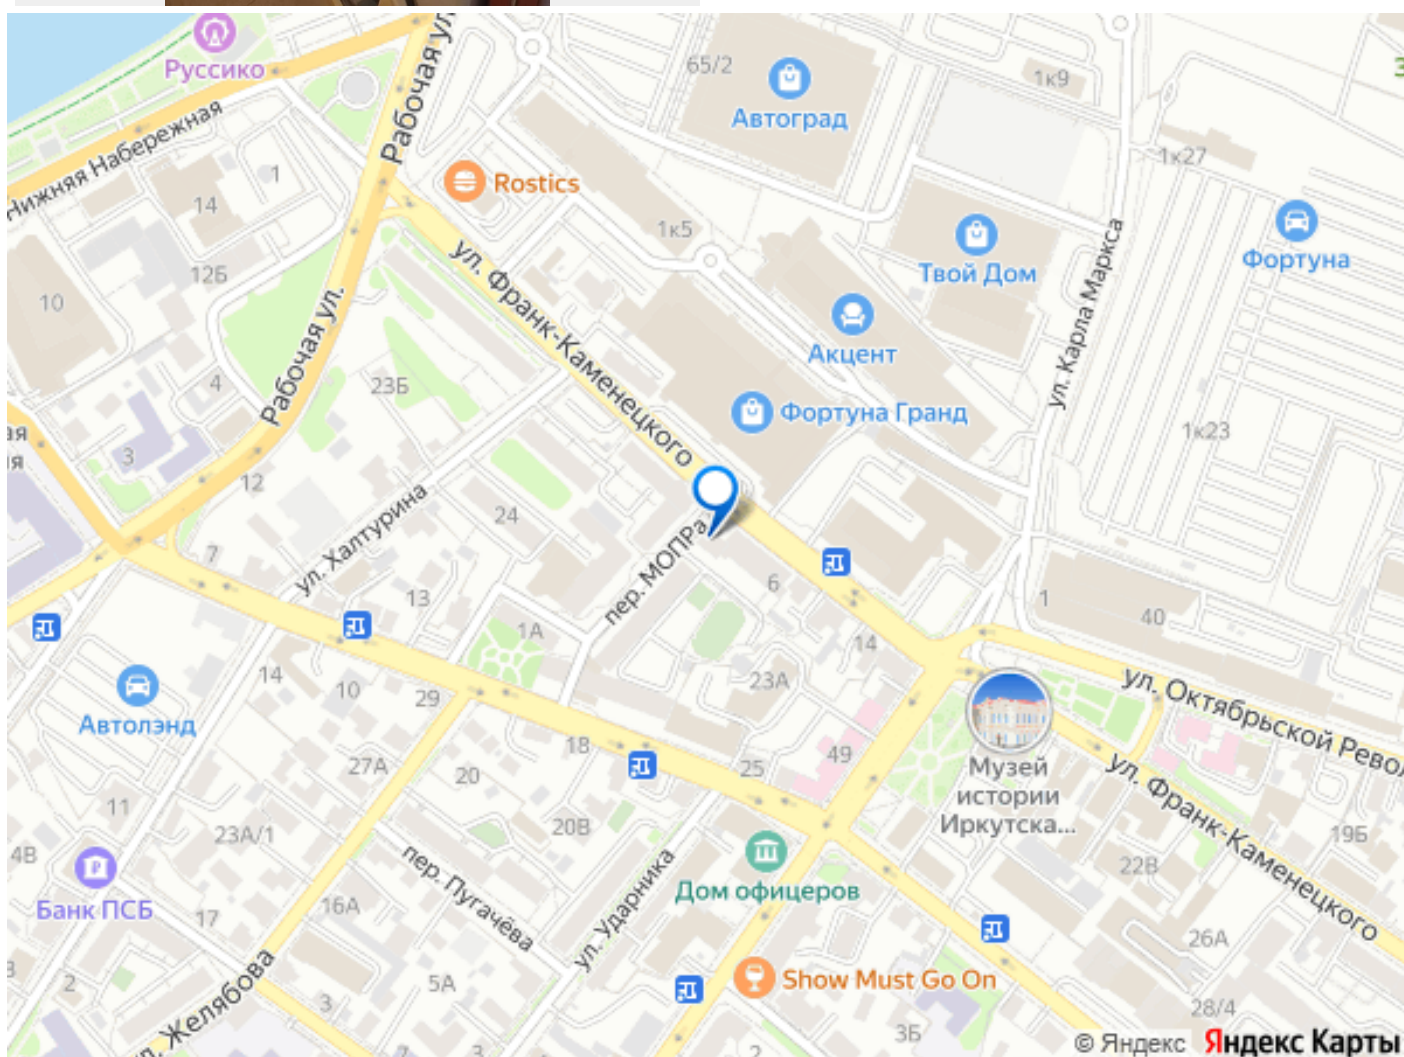 Руссико
Рабочая ул.
65/2
Автоград
1к9
Нижняя Набережная
1
14
Rostics
1к27
1к5
12Б
10
ул. Франк-Каменецкого
Твой Дом
ул. Карла Маркса
Фортуна
Рабочая ул.
Акцент
4
23Б
Фортуна Гранд
1к23
ая
я
3
12
24
ул. Халтурина
пер. МОПРа
7
13
6
1А
14
1
40
14
10
29
23А
ул. Октябрьской Револ
Автолэнд
18
49
27А
20
25
Музей
истории
Иркутска...
ул. Франк-Каменецкого
11
23А/1
20В
19Б
4В
пер. Пугачёва
Дом офицеров
22В
Банк ПСБ
17
16А
ул. Ударника
26А
2
5А
Show Must Go On
3
28/4
ул. Желябова
3Б
7
3
2
© Яндекс Яндекс Карты